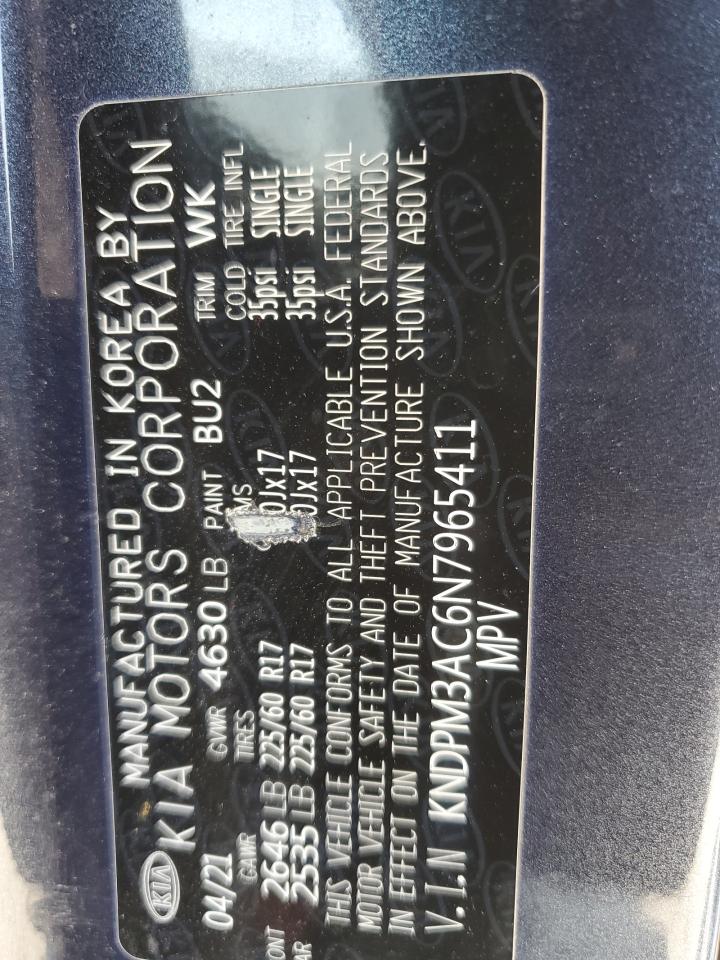 KIA MANUFACTURED IN KOREA BY
KIA MOTORS CORPORATION
04/21 GVWR 4630 LB PAINT BU2 TRIM WK
GAWR TIRES COLD TIRE INFL
2646 LB 225/60 R17 35psi SINGLE
2535 LB 225/60 R17 35psi SINGLE
THIS VEHICLE CONFORMS TO ALL APPLICABLE U.S.A. FEDERAL
MOTOR VEHICLE SAFETY AND THEFT PREVENTION STANDARDS
IN EFFECT ON THE DATE OF MANUFACTURE SHOWN ABOVE.
V.I.N KNDPM3AC6N7965411
MPV